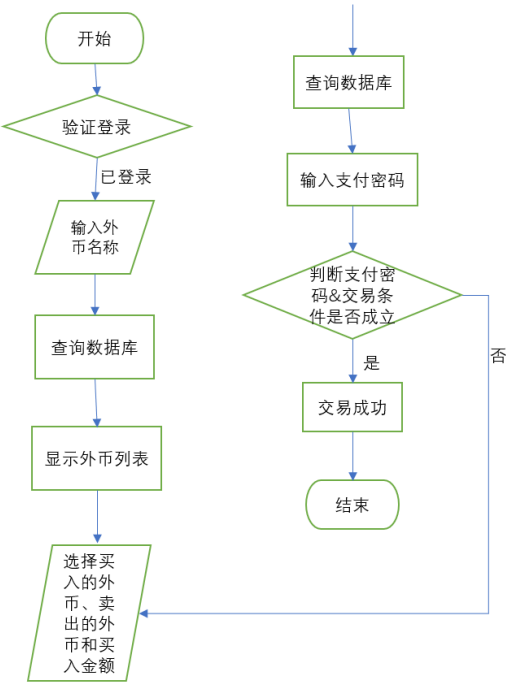 开始
验证登录
已登录
输入外
币名称
查询数据库
显示外币列表
选择买
入的外
币、卖
出的外
币和买
入金额
查询数据库
输入支付密码
判断支付密
码&交易条
件是否成立
否
是
交易成功
结束